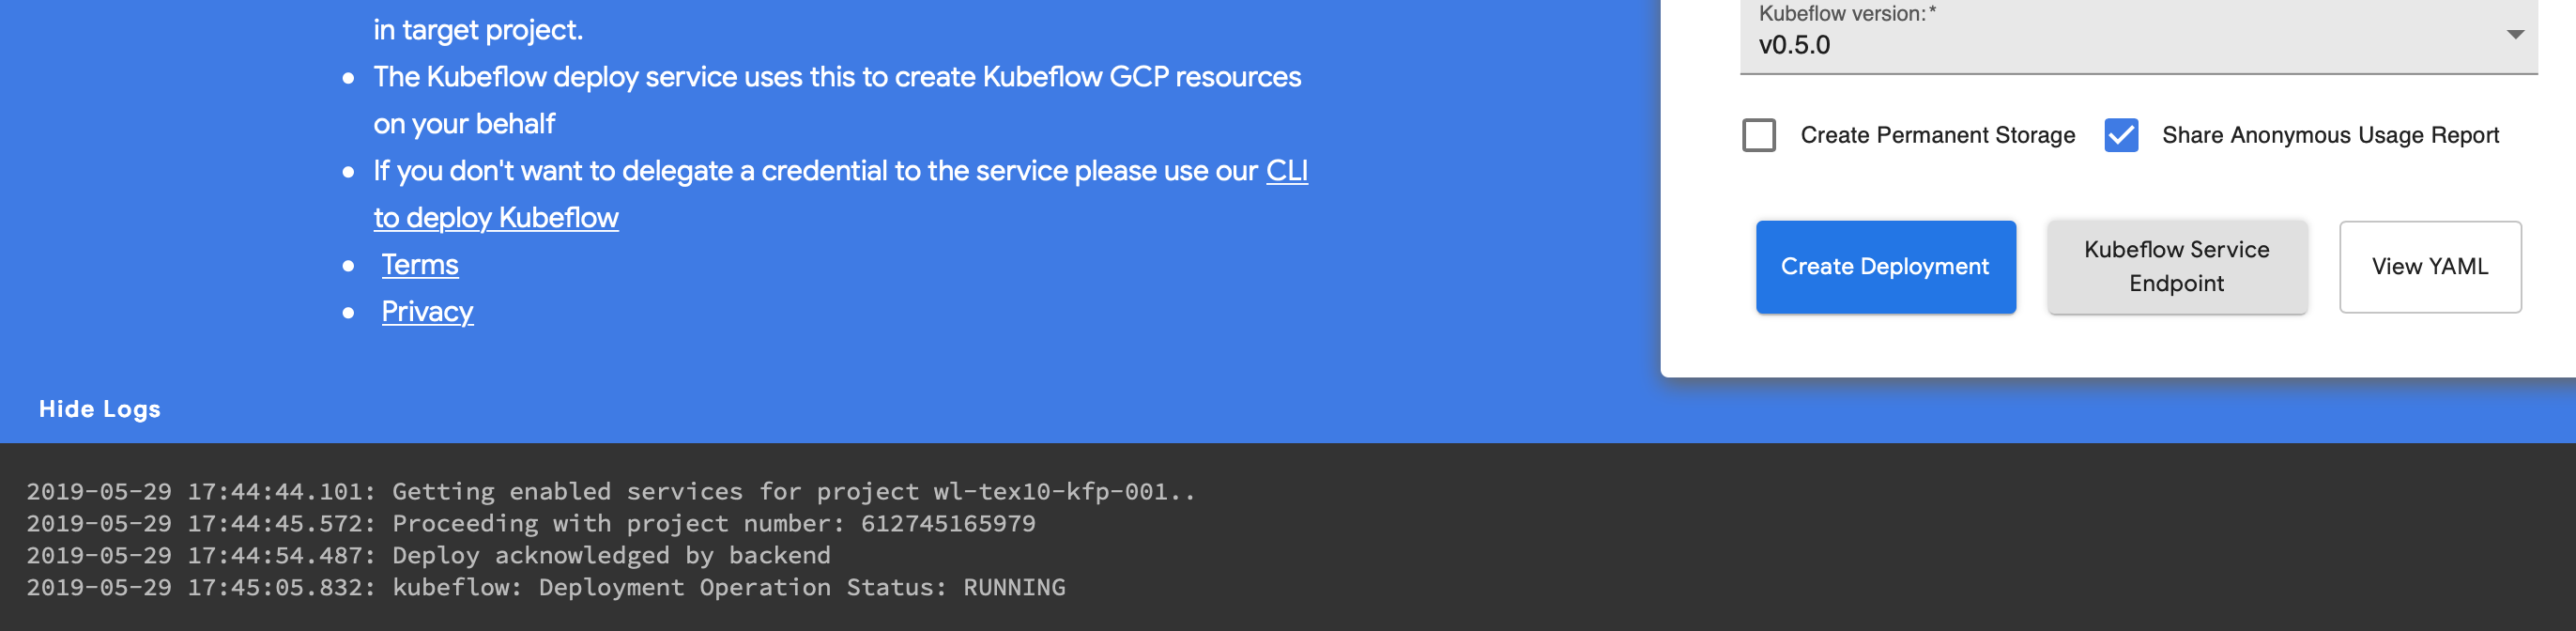 in target project.
The Kubeflow deploy service uses this to create Kubeflow GCP resources
on your behalf
If you don't want to delegate a credential to the service please use our CLI
to deploy Kubeflow
Terms
Privacy
Kubeflow version:*
v0.5.0
Create Permanent Storage
Share Anonymous Usage Report
Create Deployment
Kubeflow Service
Endpoint
View YAML
Hide Logs
2019-05-29 17:44:44.101: Getting enabled services for project wl-tex10-kfp-001..
2019-05-29 17:44:45.572: Proceeding with project number: 612745165979
2019-05-29 17:44:54.487: Deploy acknowledged by backend
2019-05-29 17:45:05.832: kubeflow: Deployment Operation Status: RUNNING